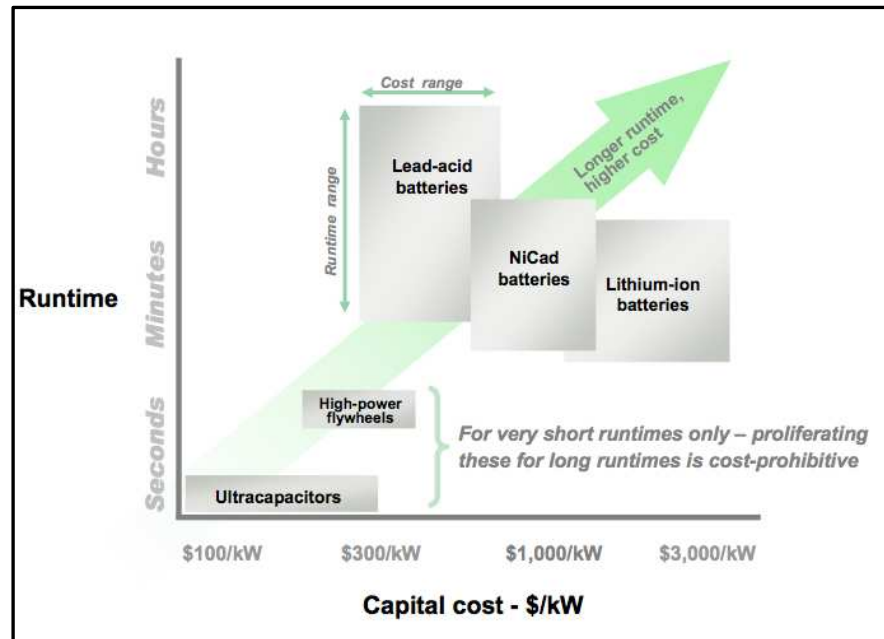 Cost range
Hours
Runtime range
Lead-acid
batteries
Longer runtime,
higher cost
NiCad
batteries
Lithium-ion
batteries
Minutes
Runtime
High-power
flywheels
Seconds
For very short runtimes only – proliferating
these for long runtimes is cost-prohibitive
Ultracapacitors
$100/kW
$300/kW
$1,000/kW
$3,000/kW
Capital cost - $/kW